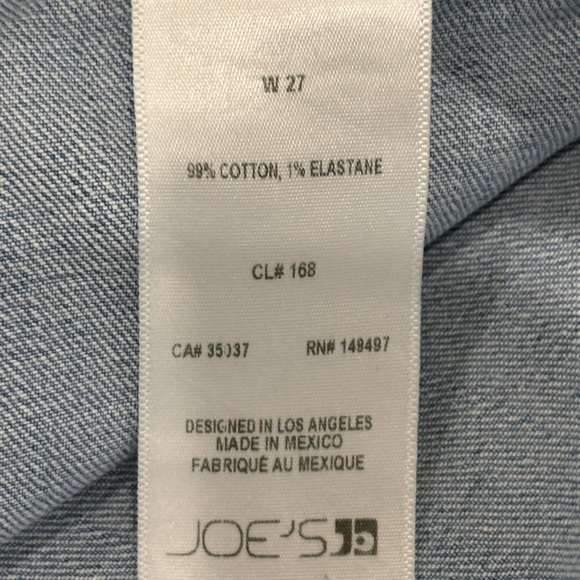 W 27
99% COTTON, 1% ELASTANE
CL# 168
CA# 35037 RN# 149497
DESIGNED IN LOS ANGELES
MADE IN MEXICO
FABRIQUÉ AU MEXIQUE
JOE'S